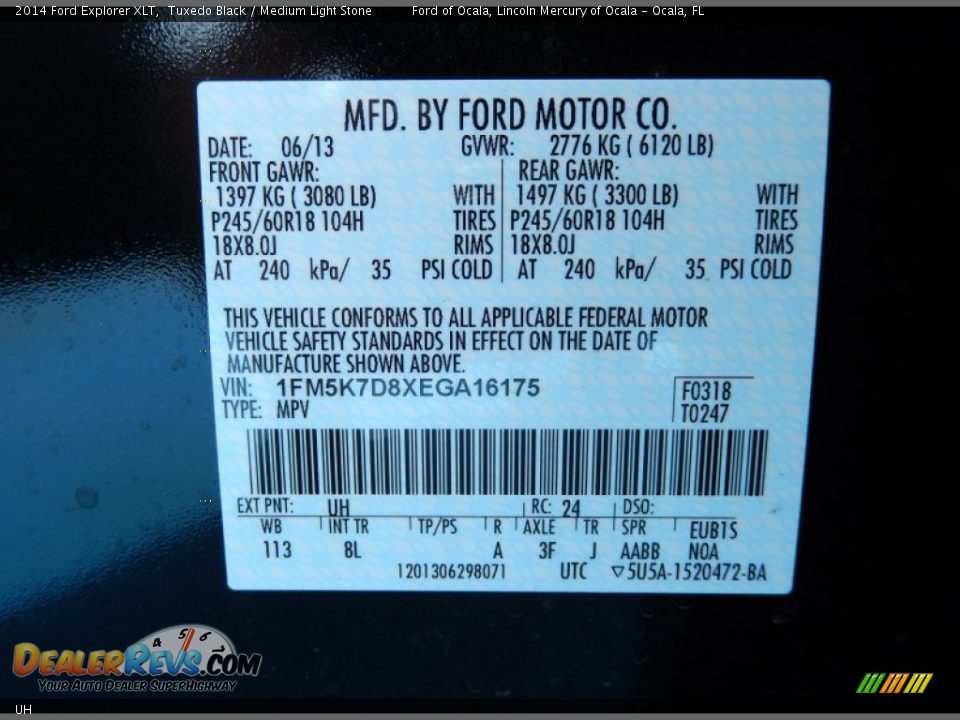 2014 Ford Explorer XLT, Tuxedo Black / Medium Light Stone Ford of Ocala, Lincoln Mercury of Ocala - Ocala, FL
MFD. BY FORD MOTOR CO.
DATE: 06/13 GVWR: 2776 KG ( 6120 LB)
FRONT GAWR: REAR GAWR:
1397 KG ( 3080 LB) WITH 1497 KG ( 3300 LB) WITH
P245/60R18 104H TIRES P245/60R18 104H TIRES
18X8.0J RIMS 18X8.0J RIMS
AT 240 kPa/ 35 PSI COLD AT 240 kPa/ 35 PSI COLD
THIS VEHICLE CONFORMS TO ALL APPLICABLE FEDERAL MOTOR
VEHICLE SAFETY STANDARDS IN EFFECT ON THE DATE OF
MANUFACTURE SHOWN ABOVE.
VIN: 1FM5K7D8XEGA16175 F0318
TYPE: MPV T0247
EXT PNT: UH RC: 24 DSO:
WB INT TR TP/PS R AXLE TR SPR EUB1S
113 8L A 3F J AABB N0A
1201306298071 UTC ▽5U5A-1520472-BA
4 5 6
DEALERREVS.COM
YOUR AUTO DEALER SUPERHIGHWAY
UH